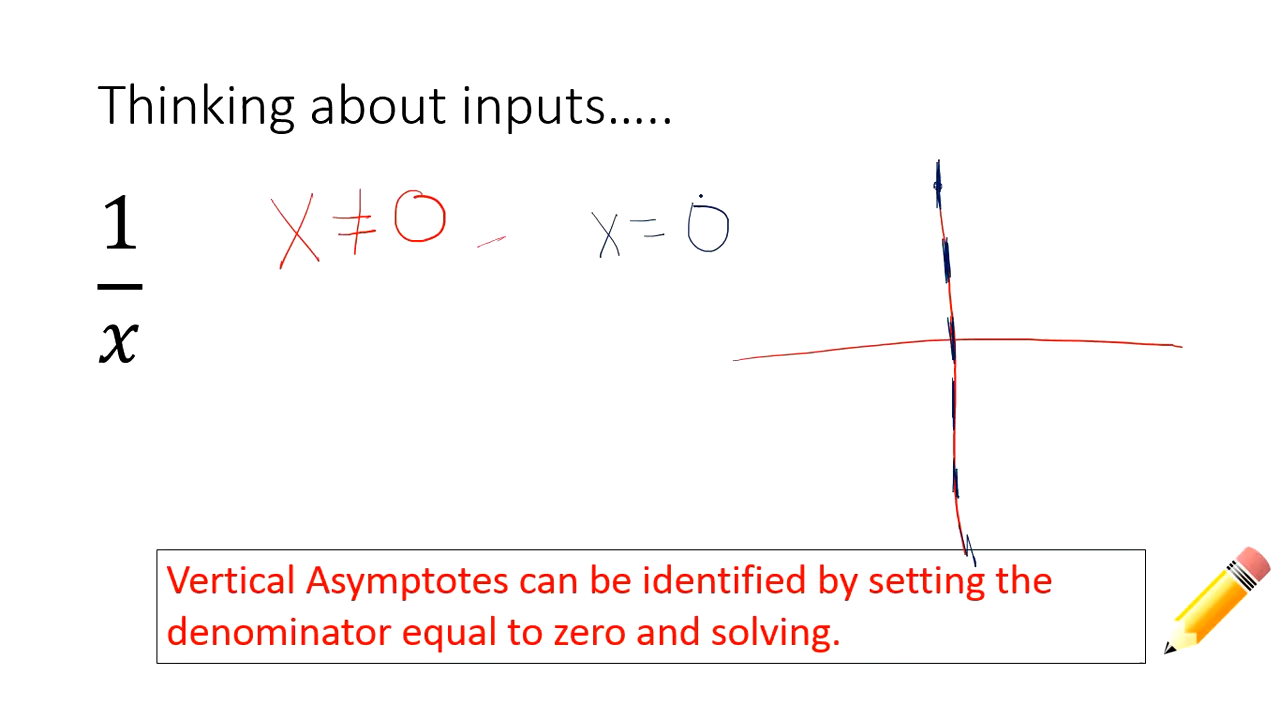 Thinking about inputs.....
1
x
X ≠ 0
x = 0
Vertical Asymptotes can be identified by setting the
denominator equal to zero and solving.